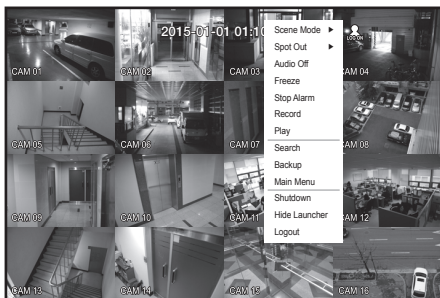 2015-01-01 01:10
LOG ON
CAM 01
CAM 02
CAM 03
CAM 04
Scene Mode
Spot Out
Audio Off
Freeze
Stop Alarm
Record
Play
Search
Backup
Main Menu
Shutdown
Hide Launcher
Logout
CAM 05
CAM 06
CAM 07
CAM 08
CAM 09
CAM 10
CAM 11
CAM 12
CAM 13
CAM 14
CAM 15
CAM 16